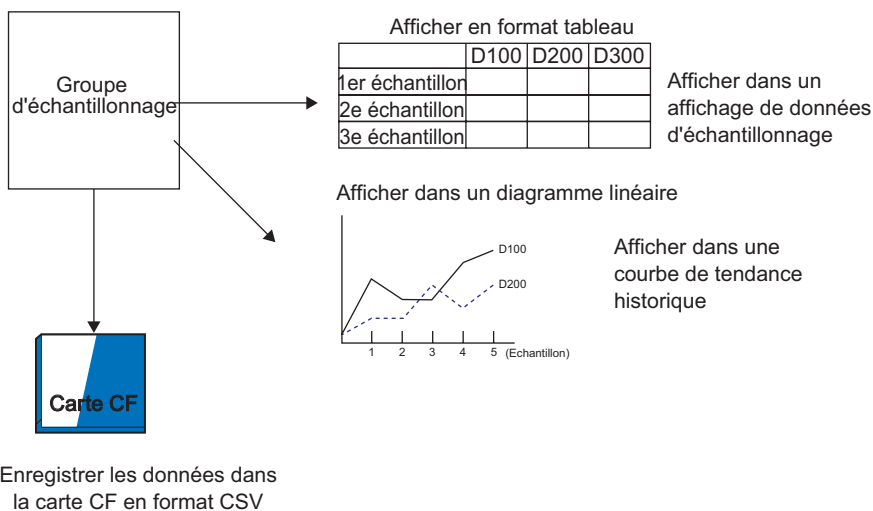 Groupe
d'échantillonnage
Afficher en format tableau
D100 D200 D300
1er échantillon
2e échantillon
3e échantillon
Afficher dans un
affichage de données
d'échantillonnage
Afficher dans un diagramme linéaire
D100
D200
1 2 3 4 5 (Echantillon)
Afficher dans une
courbe de tendance
historique
Carte CF
Enregistrer les données dans
la carte CF en format CSV